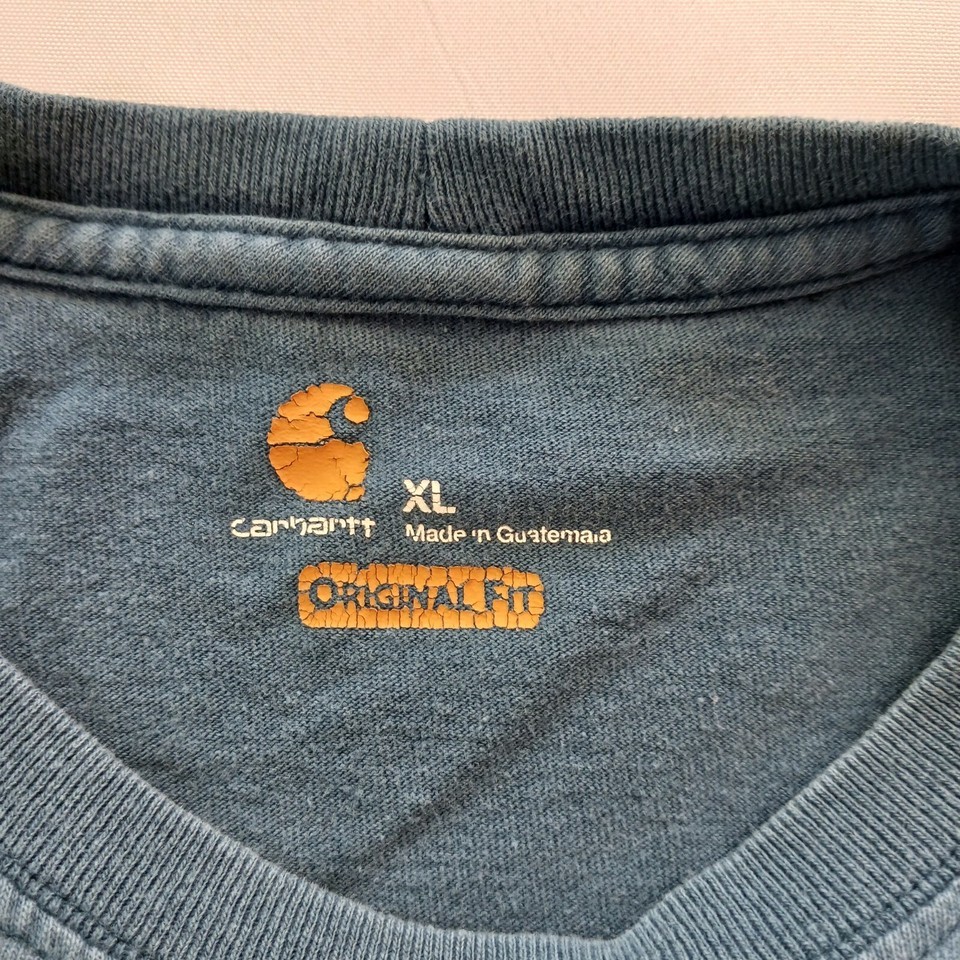 XL
carhartt
Made in Guatemala
ORIGINAL FIT